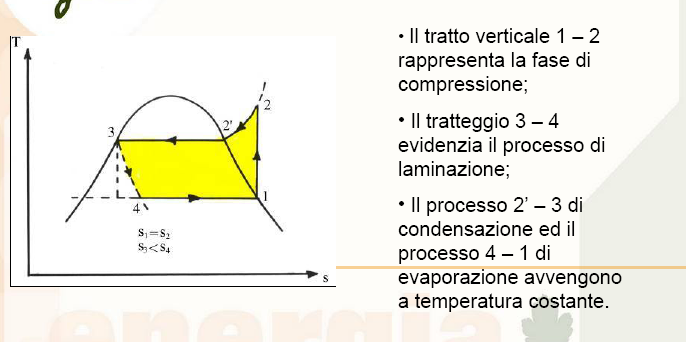 T
2
3
2'
4
1
S₁=S₂
S₃<S₄
s
• Il tratto verticale 1 – 2
rappresenta la fase di
compressione;
• Il tratteggio 3 – 4
evidenzia il processo di
laminazione;
• Il processo 2’ – 3 di
condensazione ed il
processo 4 – 1 di
evaporazione avvengono
a temperatura costante.
energia